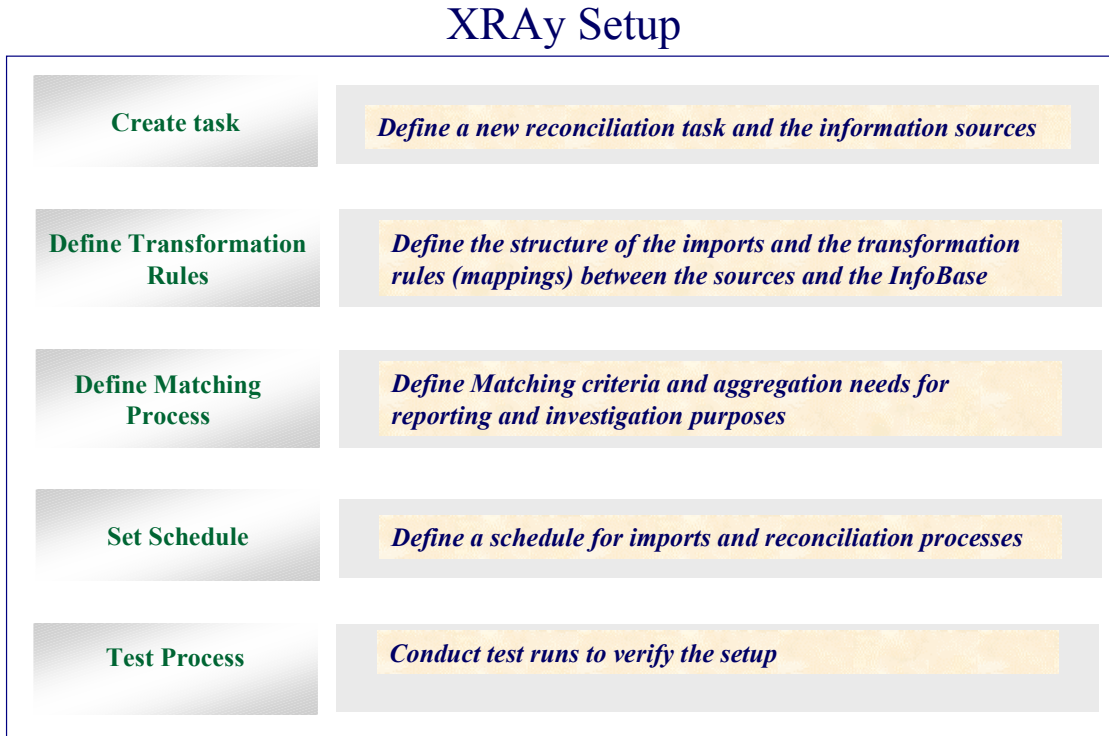 XRAy Setup
Create task
Define a new reconciliation task and the information sources
Define Transformation
Rules
Define the structure of the imports and the transformation
rules (mappings) between the sources and the InfoBase
Define Matching
Process
Define Matching criteria and aggregation needs for
reporting and investigation purposes
Set Schedule
Define a schedule for imports and reconciliation processes
Test Process
Conduct test runs to verify the setup